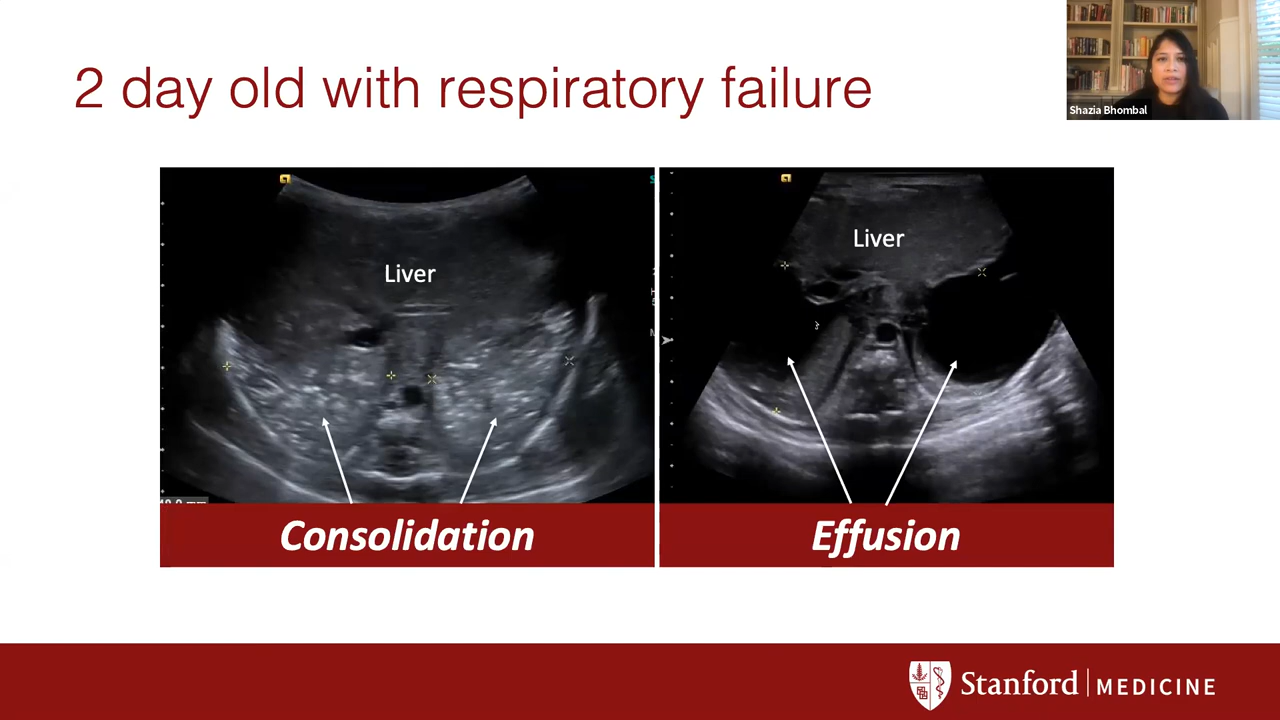 2 day old with respiratory failure
Shazia Bhombal
Liver
Liver
Consolidation
Effusion
Stanford MEDICINE